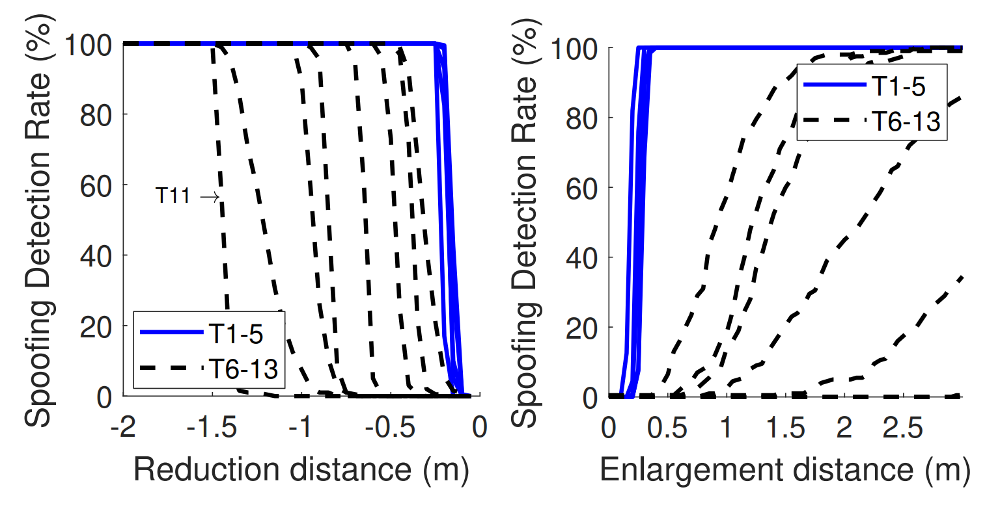 Spoofing Detection Rate (%)
100
80
60
40
20
0
T11 →
T1-5
T6-13
-2 -1.5 -1 -0.5 0
Reduction distance (m)
Spoofing Detection Rate (%)
100
80
60
40
20
0
T1-5
T6-13
0 0.5 1 1.5 2 2.5
Enlargement distance (m)